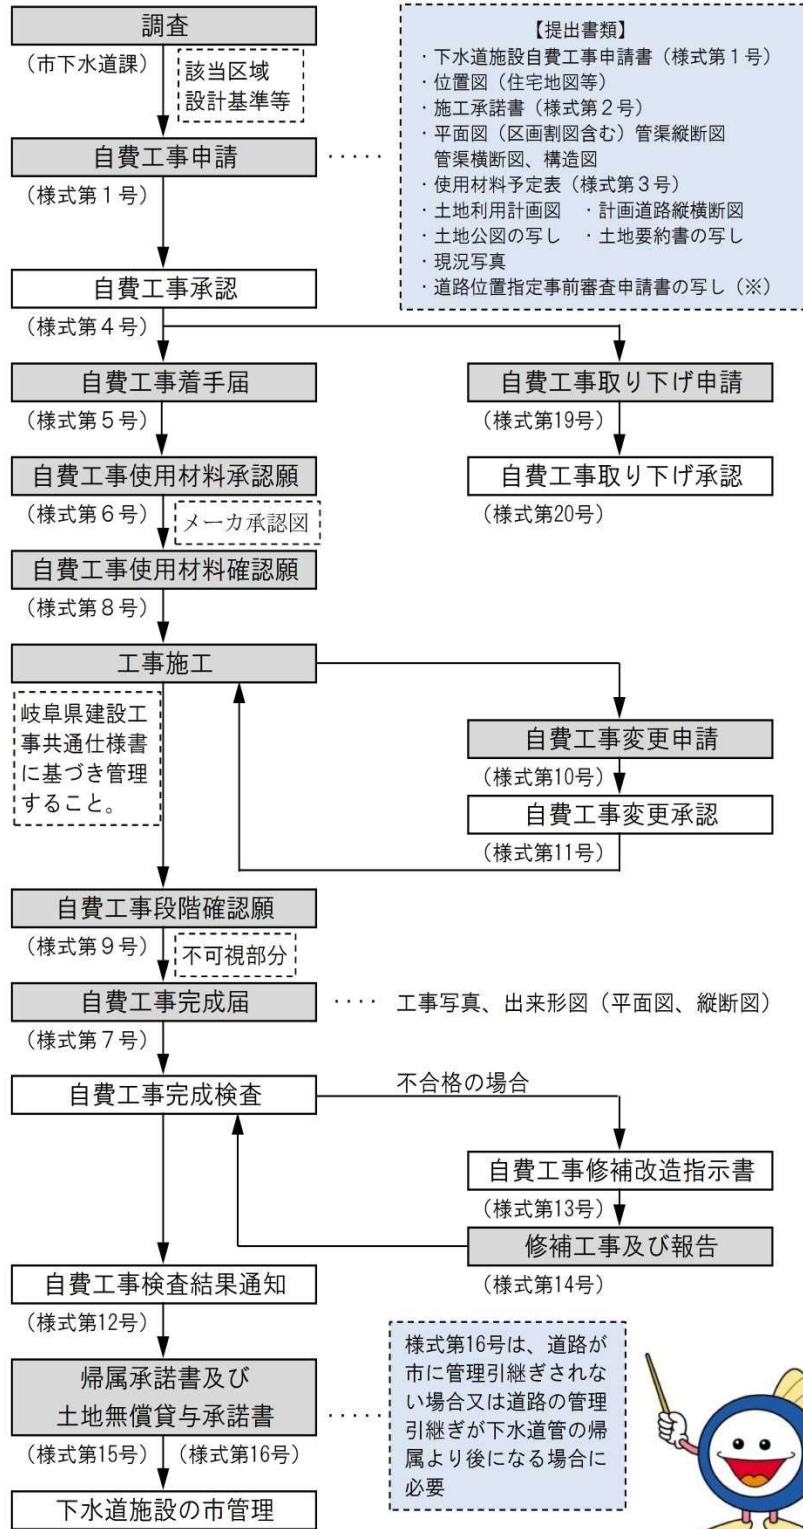 調査
(市下水道課)
該当区域
設計基準等
【提出書類】
・下水道施設自費工事申請書(様式第1号)
・位置図(住宅地図等)
・施工承諾書(様式第2号)
・平面図(区画割図含む)管渠縦断図
管渠横断図、構造図
・使用材料予定表(様式第3号)
・土地利用計画図 ・計画道路縦横断図
・土地公図の写し ・土地要約書の写し
・現況写真
・道路位置指定事前審査申請書の写し(※)
自費工事申請 ·····
(様式第1号)
自費工事承認
(様式第4号)
自費工事着手届
(様式第5号)
自費工事取り下げ申請
(様式第19号)
自費工事取り下げ承認
(様式第20号)
自費工事使用材料承認願
(様式第6号)
メーカ承認図
自費工事使用材料確認願
(様式第8号)
工事施工
岐阜県建設工
事共通仕様書
に基づき管理
すること。
自費工事変更申請
(様式第10号)
自費工事変更承認
(様式第11号)
自費工事段階確認願
(様式第9号)
不可視部分
自費工事完成届 ···· 工事写真、出来形図(平面図、縦断図)
(様式第7号)
自費工事完成検査
不合格の場合
自費工事修補改造指示書
(様式第13号)
修補工事及び報告
(様式第14号)
自費工事検査結果通知
(様式第12号)
帰属承諾書及び
土地無償貸与承諾書 ·····
(様式第15号) (様式第16号)
様式第16号は、道路が
市に管理引継ぎされな
い場合又は道路の管理
引継ぎが下水道管の帰
属より後になる場合に
必要
下水道施設の市管理